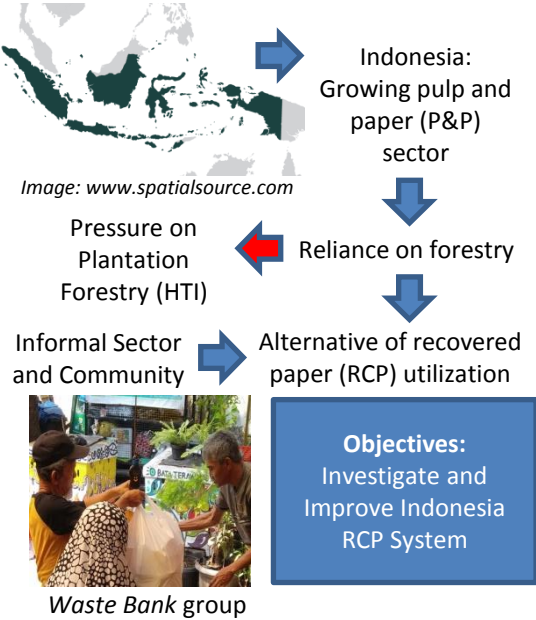 Indonesia:
Growing pulp and
paper (P&P)
sector
Image: www.spatialsource.com
Pressure on
Plantation
Forestry (HTI)
Reliance on forestry
Informal Sector
and Community
Alternative of recovered
paper (RCP) utilization
BATA TERA
Objectives:
Investigate and
Improve Indonesia
RCP System
Waste Bank group